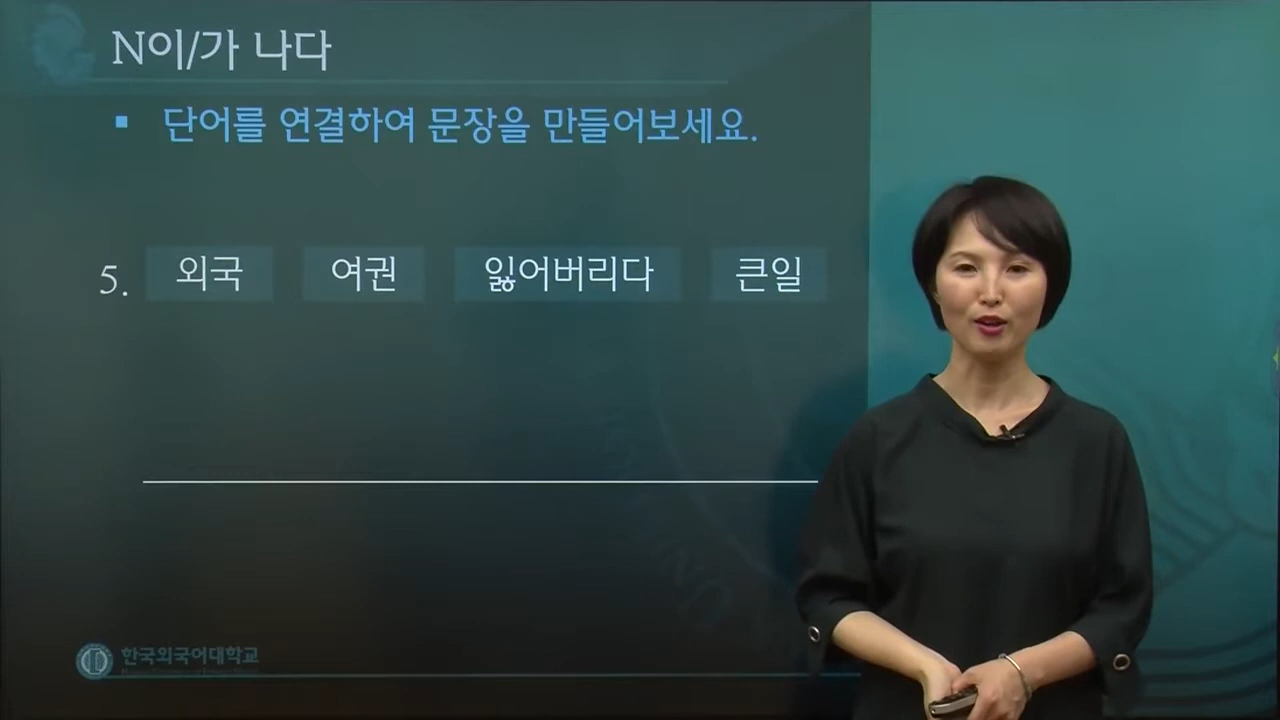 N이/가 나다
▪ 단어를 연결하여 문장을 만들어보세요.
5. 외국 여권 잃어버리다 큰일
한국외국어대학교